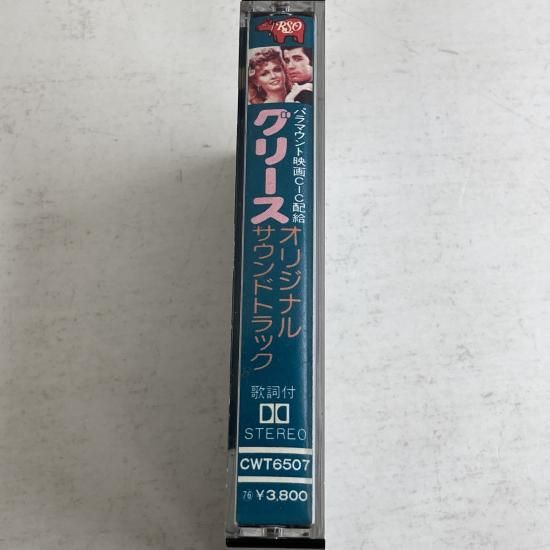 RSO
パラマウント映画CIC配給
グリース
オリジナル
サウンドトラック
歌詞付
STEREO
CWT6507
76 ¥3,800